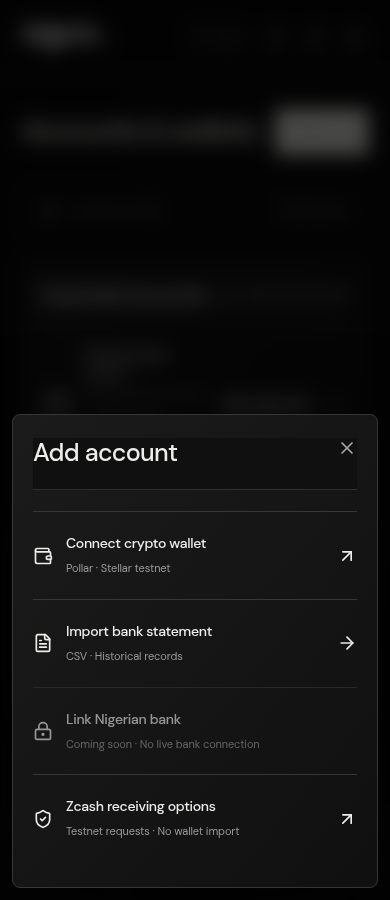 Add account
Connect crypto wallet
Pollar · Stellar testnet
Import bank statement
CSV · Historical records
Link Nigerian bank
Coming soon · No live bank connection
Zcash receiving options
Testnet requests · No wallet import